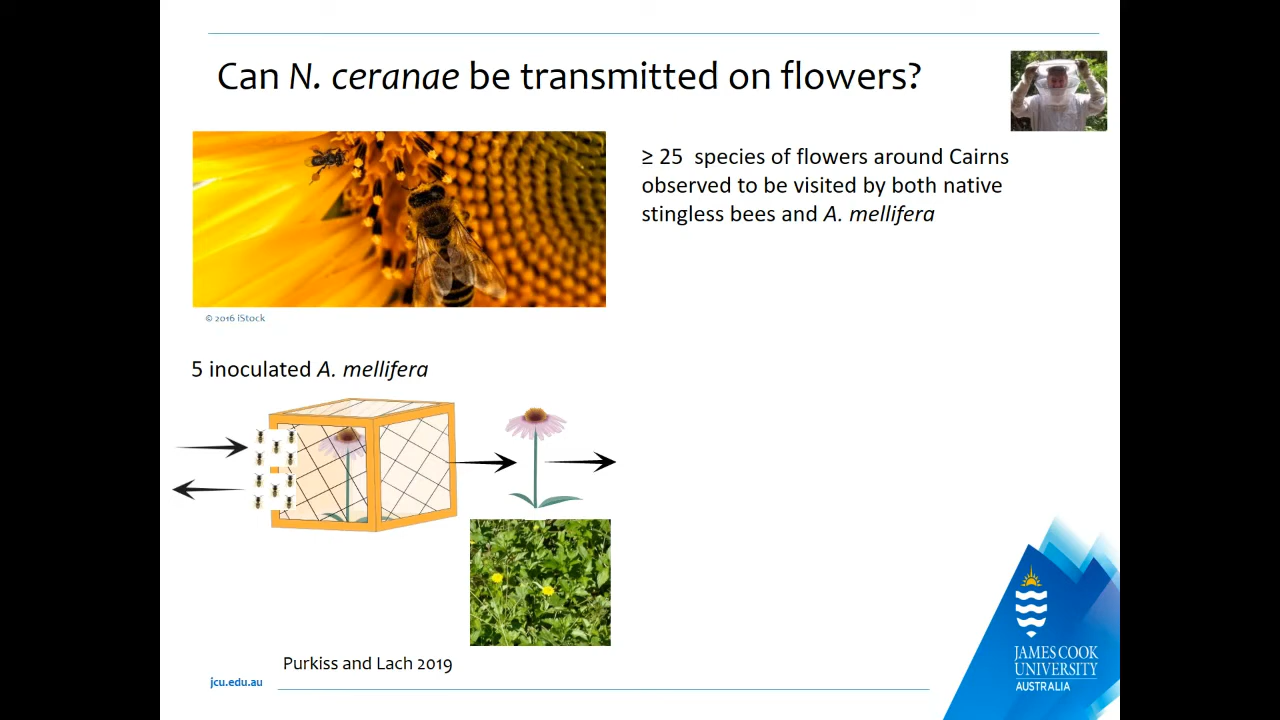 Can N. ceranae be transmitted on flowers?
≥ 25 species of flowers around Cairns
observed to be visited by both native
stingless bees and A. mellifera
© 2016 iStock
5 inoculated A. mellifera
Purkiss and Lach 2019
jcu.edu.au
JAMES COOK
UNIVERSITY
AUSTRALIA